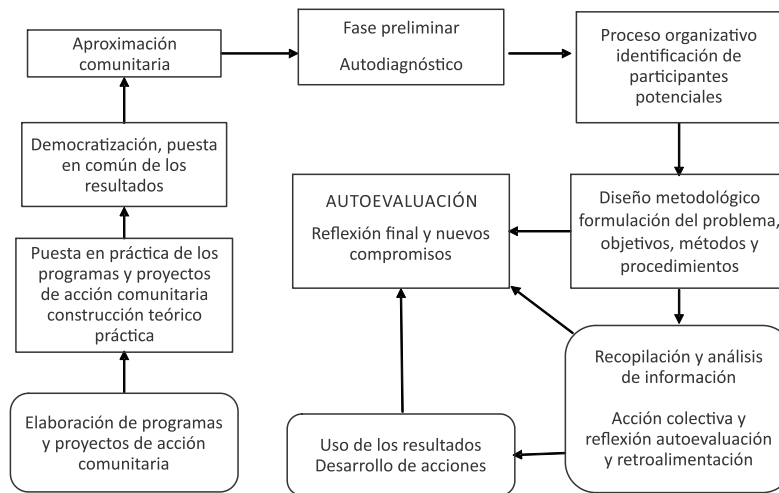 Aproximación
comunitaria
Fase preliminar
Autodiagnóstico
Proceso organizativo
identificación de
participantes
potenciales
Democratización, puesta
en común de los
resultados
AUTOEVALUACIÓN
Reflexión final y nuevos
compromisos
Diseño metodológico
formulación del problema,
objetivos, métodos y
procedimientos
Puesta en práctica de los
programas y proyectos
de acción comunitaria
construcción teórico
práctica
Recopilación y análisis
de información
Acción colectiva y
reflexión autoevaluación
y retroalimentación
Elaboración de programas
y proyectos de acción
comunitaria
Uso de los resultados
Desarrollo de acciones